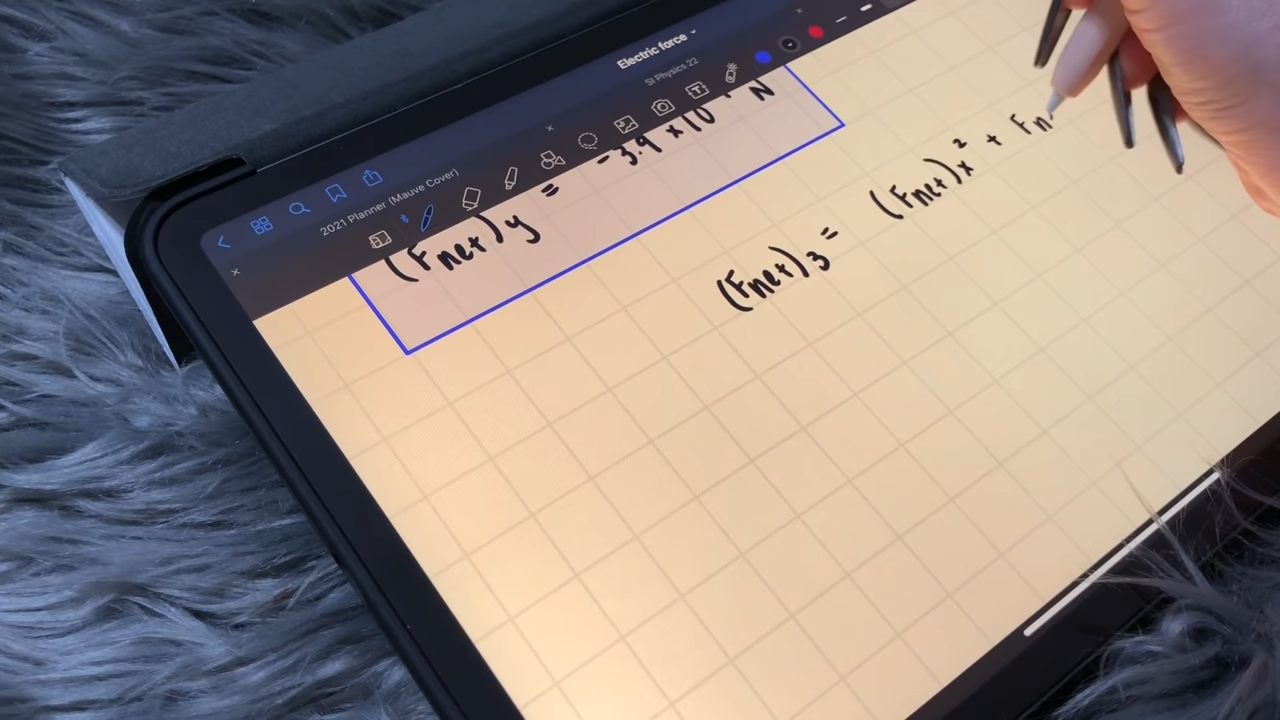 Electric force
SI Physics 22
2021 Planner (Mauve Cover)
(Fnet)y = -3.9 x 10 N
(Fnet)3 = (Fnet)x² + Fn